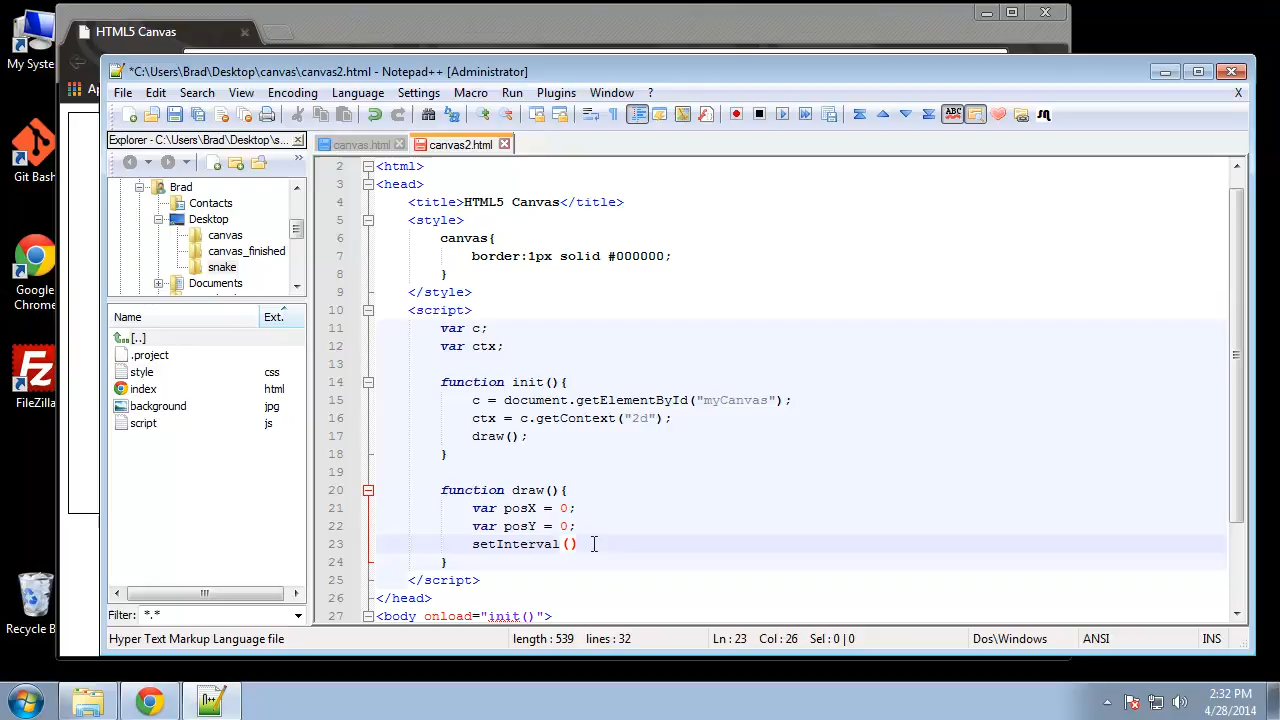 My Syste
Git Bash
Google
Chrome
FileZilla
Recycle B
HTML5 Canvas
Ap
*C:\Users\Brad\Desktop\canvas\canvas2.html - Notepad++ [Administrator]
File Edit Search View Encoding Language Settings Macro Run Plugins Window ? X
ABC
Explorer - C:\Users\Brad\Desktop\s...
canvas.html canvas2.html
Brad
Contacts
Desktop
canvas
canvas_finished
snake
Documents
Name Ext.
[..]
.project
style css
index html
background jpg
script js
Filter: *.*
2 <html>
3 <head>
4 <title>HTML5 Canvas</title>
5 <style>
6 canvas{
7 border:1px solid #000000;
8 }
9 </style>
10 <script>
11 var c;
12 var ctx;
13
14 function init(){
15 c = document.getElementById("myCanvas");
16 ctx = c.getContext("2d");
17 draw();
18 }
19
20 function draw(){
21 var posX = 0;
22 var posY = 0;
23 setInterval()
24 }
25 </script>
26 </head>
27 <body onload="init()">
Hyper Text Markup Language file length : 539 lines : 32 Ln : 23 Col : 26 Sel : 0 | 0 Dos\Windows ANSI INS
2:32 PM
4/28/2014